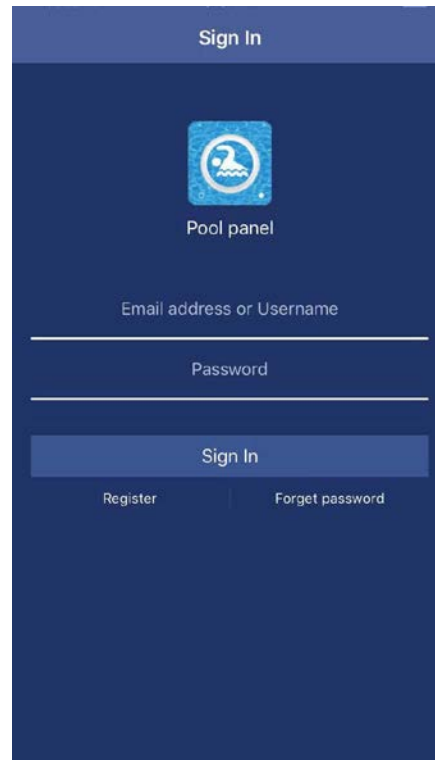 Sign In
Pool panel
Email address or Username
Password
Sign In
Register Forget password